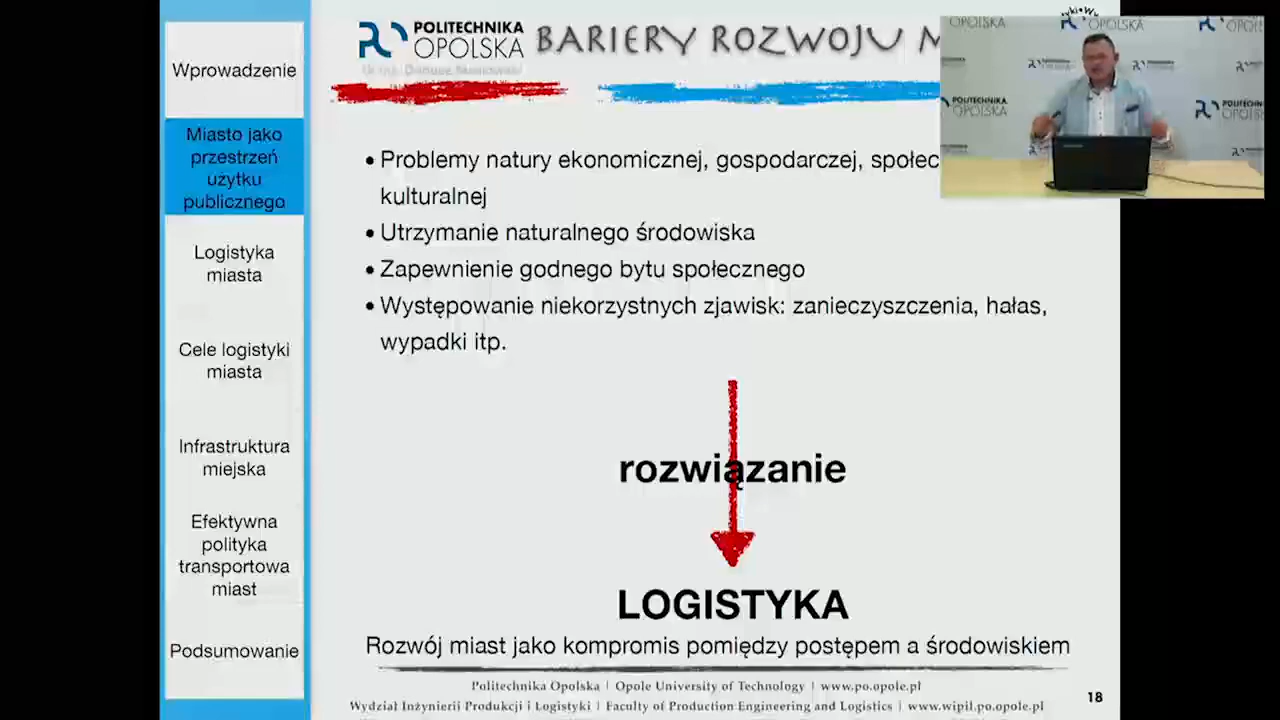 Wprowadzenie
Miasto jako
przestrzeń
użytku
publicznego
Logistyka
miasta
Cele logistyki
miasta
Infrastruktura
miejska
Efektywna
polityka
transportowa
miast
Podsumowanie
POLITECHNIKA
OPOLSKA
BARIERY ROZWOJU M
• Problemy natury ekonomicznej, gospodarczej, społec
kulturalnej
• Utrzymanie naturalnego środowiska
• Zapewnienie godnego bytu społecznego
• Występowanie niekorzystnych zjawisk: zanieczyszczenia, hałas,
wypadki itp.
rozwiązanie
LOGISTYKA
Rozwój miast jako kompromis pomiędzy postępem a środowiskiem
Politechnika Opolska | Opole University of Technology | www.po.opole.pl
Wydział Inżynierii Produkcji i Logistyki | Faculty of Production Engineering and Logistics | www.wipil.po.opole.pl
18
OPOLSKA
OPOLSKA
POLITECHNIKA
OPOLSKA